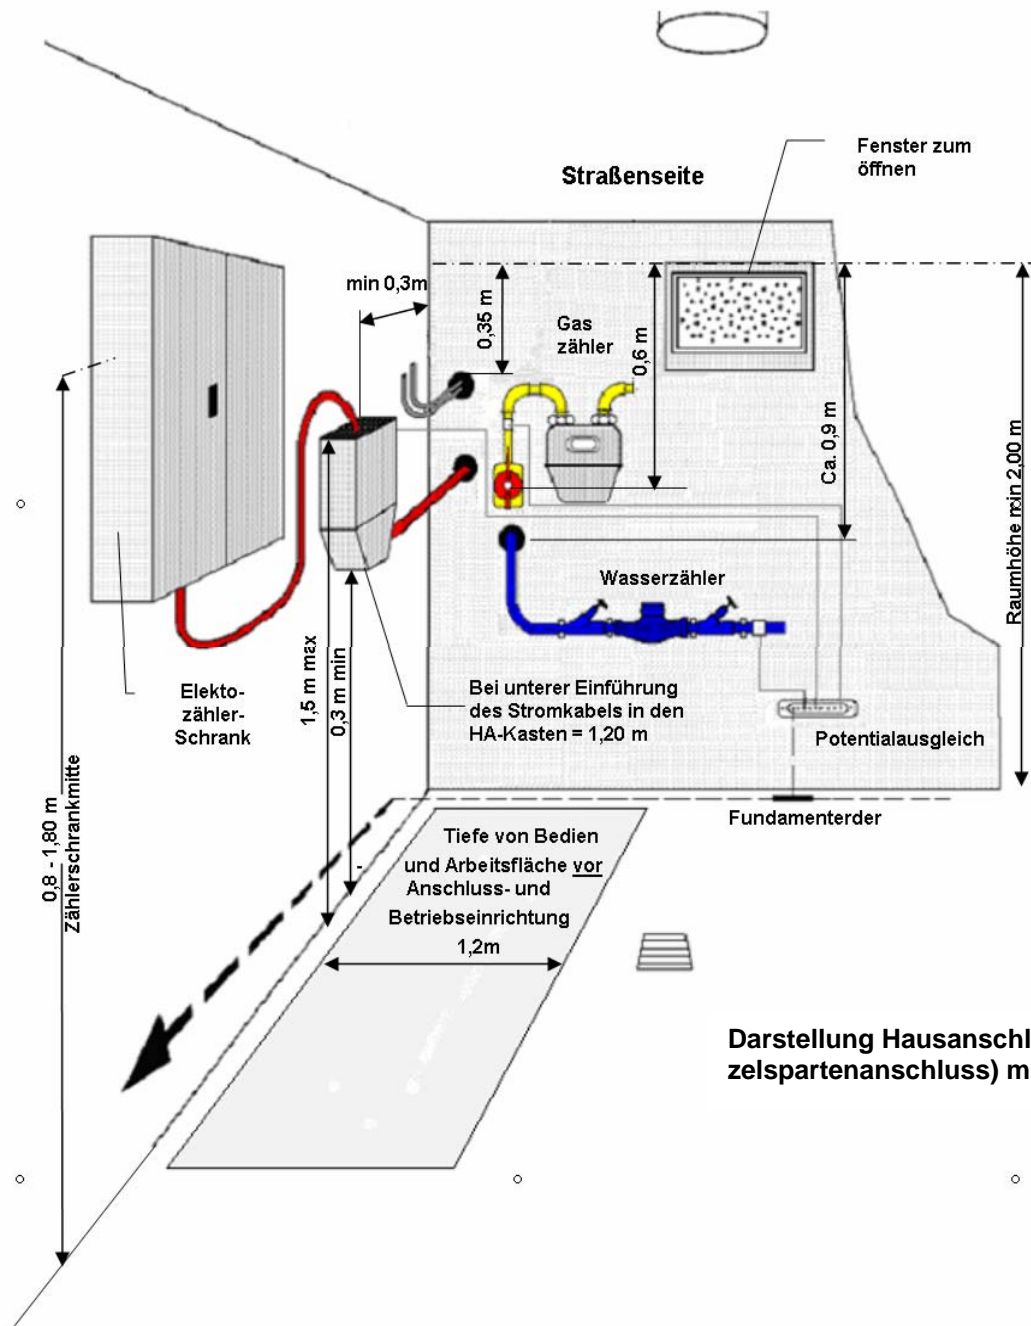 Fenster zum
öffnen
Straßenseite
min 0,3m
0,35 m
Gas
zähler
0,6 m
Ca. 0,9 m
Raumhöhe min 2,00 m
Wasserzähler
1,5 m max
0,3 m min
Elekto-
zähler-
Schrank
Bei unterer Einführung
des Stromkabels in den
HA-Kasten = 1,20 m
Potentialausgleich
Fundamenterder
0,8 - 1,80 m
Zählerschrankmitte
Tiefe von Bedien
und Arbeitsfläche vor
Anschluss- und
Betriebseinrichtung
1,2m
Darstellung Hausanschl
zelspartenanschluss) m